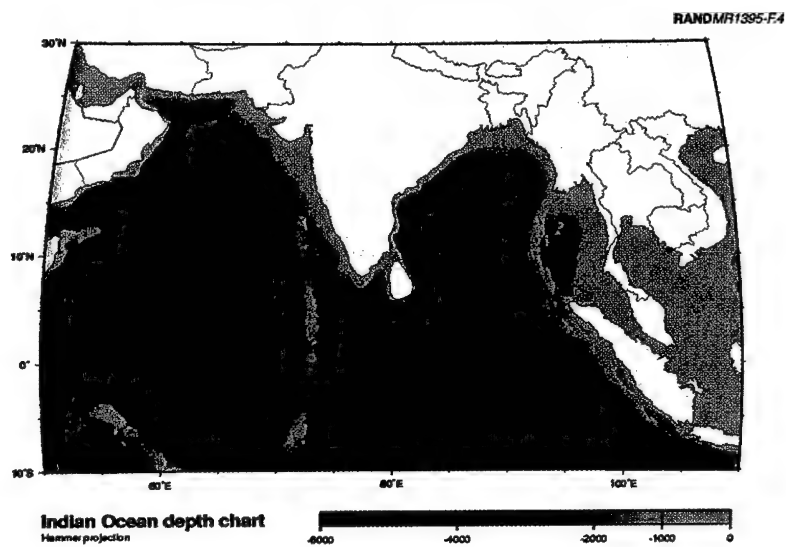 RANDMR1395-F.4
30°N
20°N
10°N
0°
10°S
60°E 80°E 100°E
Indian Ocean depth chart
Hammer projection
-6000 -4000 -2000 -1000 0